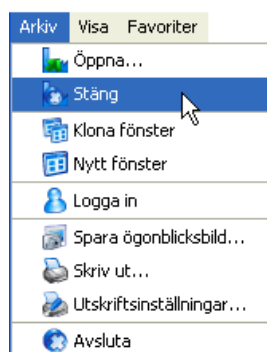 Arkiv Visa Favoriter
Öppna...
Stäng
Klona fönster
Nytt fönster
Logga in
Spara ögonblicksbild...
Skriv ut...
Utskriftsinställningar...
Avsluta